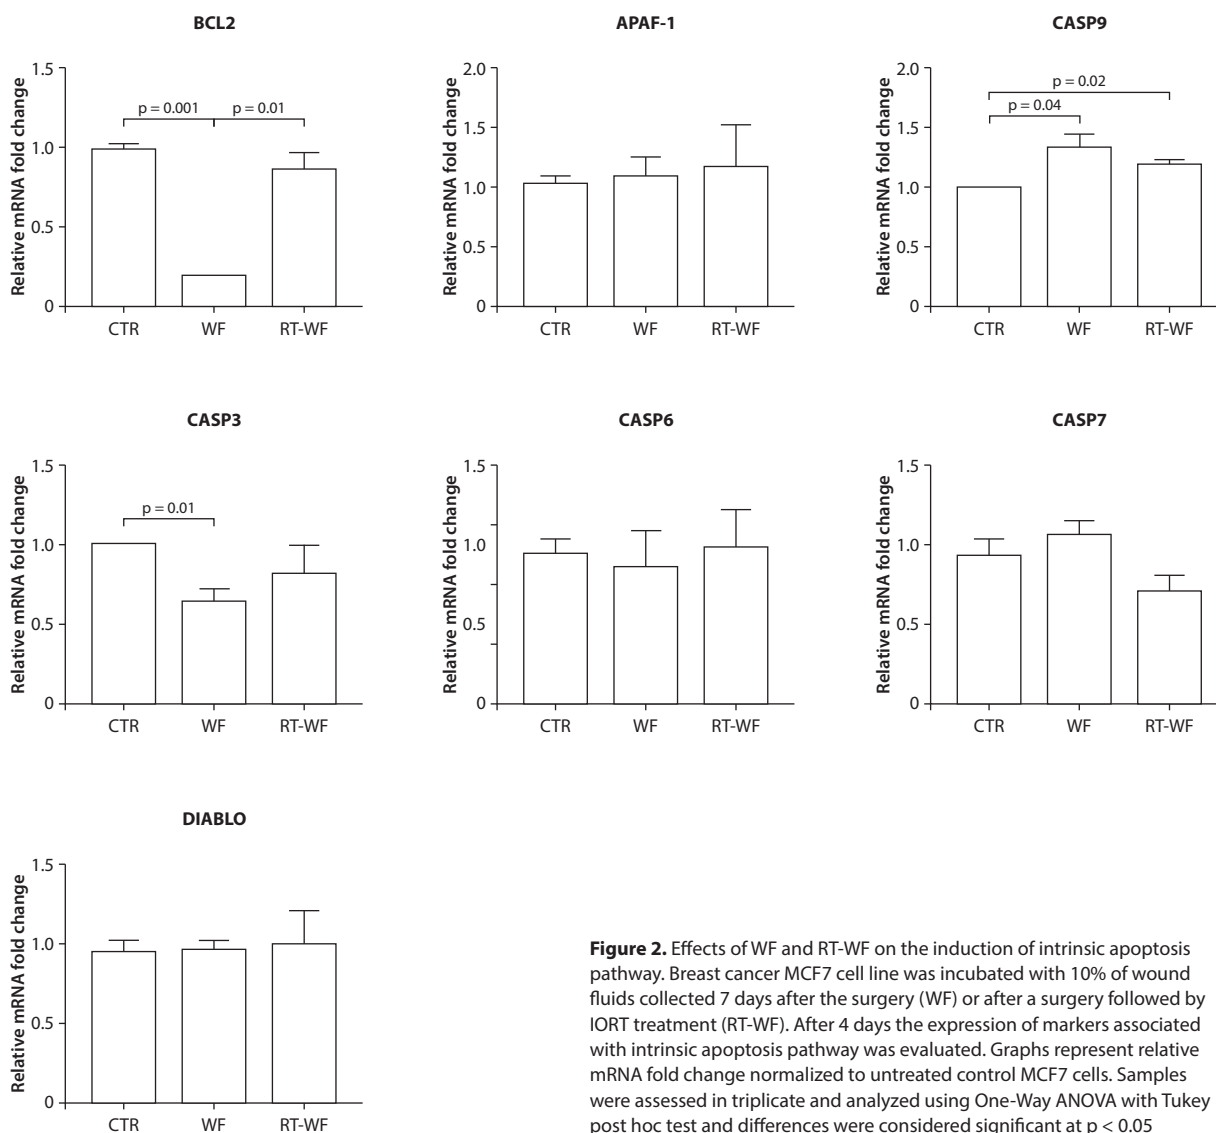 BCL2
Relative mRNA fold change
1.5
1.0
0.5
0
p = 0.001
p = 0.01
CTR
WF
RT-WF
APAF-1
Relative mRNA fold change
2.0
1.5
1.0
0.5
0
CTR
WF
RT-WF
CASP9
Relative mRNA fold change
2.0
1.5
1.0
0.5
0
p = 0.02
p = 0.04
CTR
WF
RT-WF
CASP3
Relative mRNA fold change
1.5
1.0
0.5
0
p = 0.01
CTR
WF
RT-WF
CASP6
Relative mRNA fold change
1.5
1.0
0.5
0
CTR
WF
RT-WF
CASP7
Relative mRNA fold change
1.5
1.0
0.5
0
CTR
WF
RT-WF
DIABLO
Relative mRNA fold change
1.5
1.0
0.5
0
CTR
WF
RT-WF
Figure 2. Effects of WF and RT-WF on the induction of intrinsic apoptosis
pathway. Breast cancer MCF7 cell line was incubated with 10% of wound
fluids collected 7 days after the surgery (WF) or after a surgery followed by
IORT treatment (RT-WF). After 4 days the expression of markers associated
with intrinsic apoptosis pathway was evaluated. Graphs represent relative
mRNA fold change normalized to untreated control MCF7 cells. Samples
were assessed in triplicate and analyzed using One-Way ANOVA with Tukey
post hoc test and differences were considered significant at p < 0.05